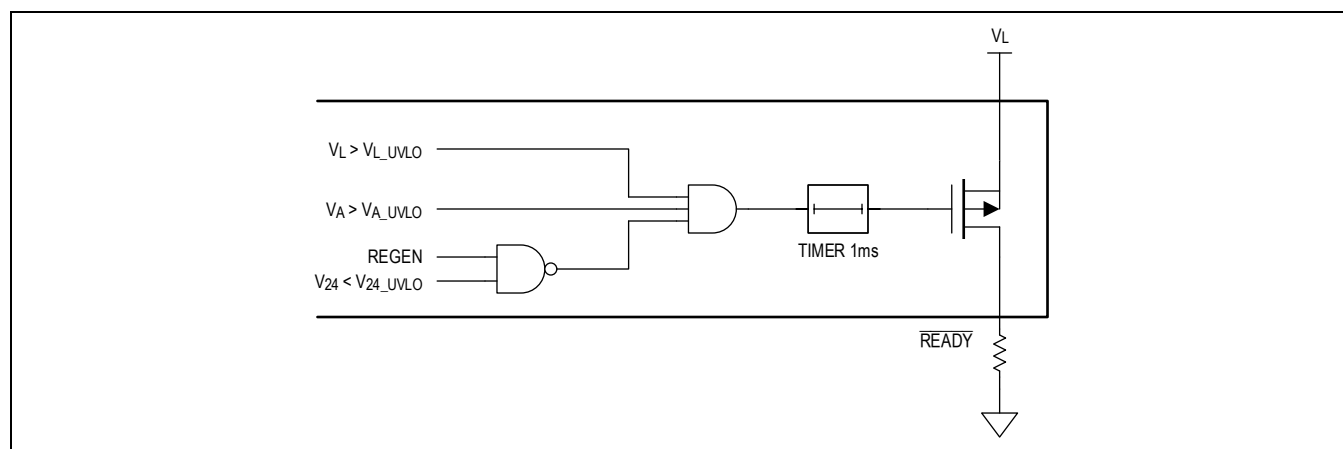 VL
VL > VL_UVLO
VA > VA_UVLO
REGEN
V24 < V24_UVLO
TIMER 1ms
READY